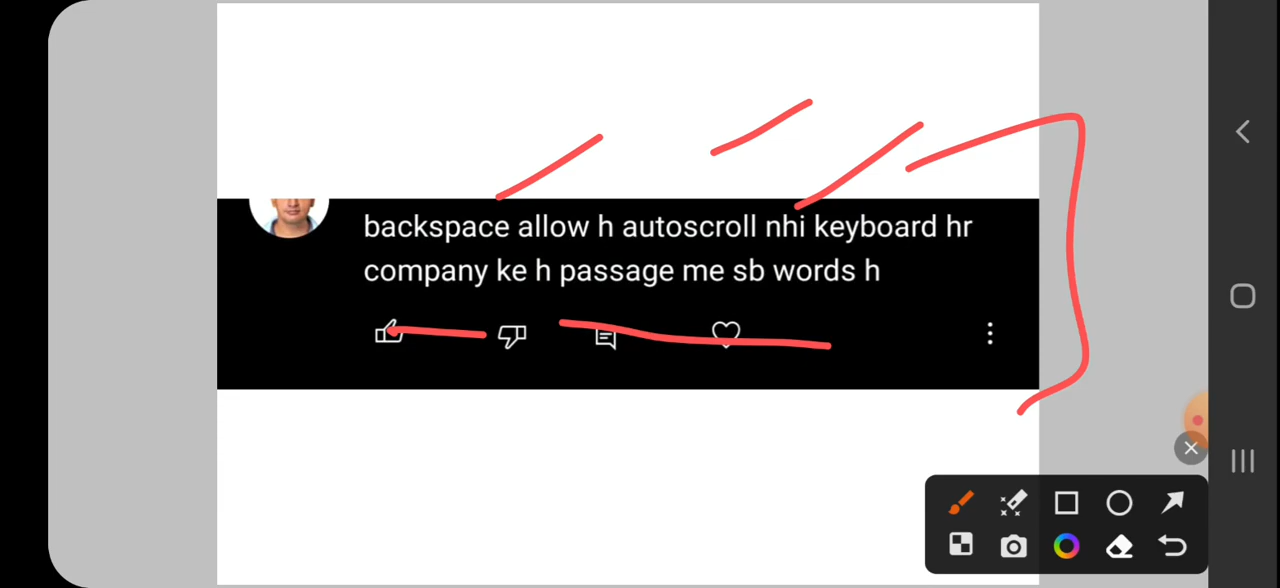 backspace allow h autoscroll nhi keyboard hr
company ke h passage me sb words h